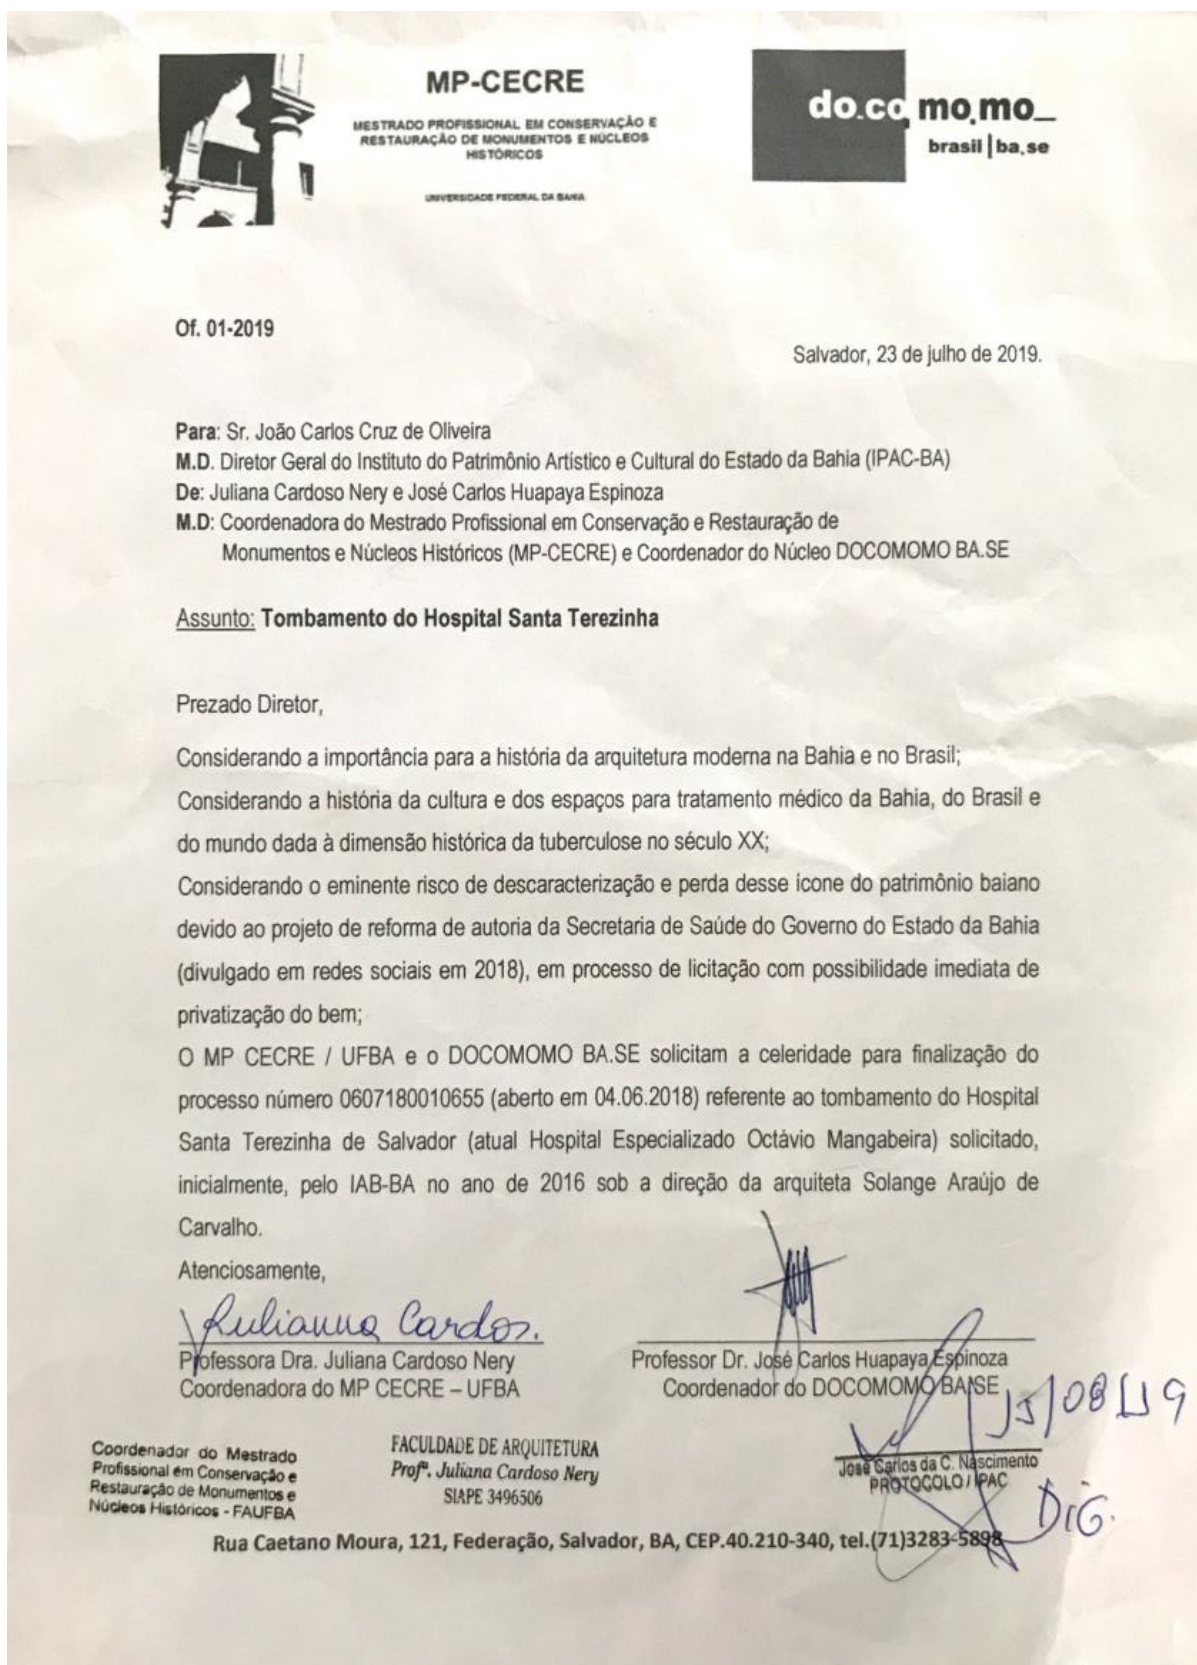 MP-CECRE
MESTRADO PROFISSIONAL EM CONSERVAÇÃO E
RESTAURAÇÃO DE MONUMENTOS E NÚCLEOS
HISTÓRICOS
UNIVERSIDADE FEDERAL DA BAHIA
do.co,mo,mo_
brasil|ba,se
Of. 01-2019
Salvador, 23 de julho de 2019.
Para: Sr. João Carlos Cruz de Oliveira
M.D. Diretor Geral do Instituto do Patrimônio Artístico e Cultural do Estado da Bahia (IPAC-BA)
De: Juliana Cardoso Nery e José Carlos Huapaya Espinoza
M.D: Coordenadora do Mestrado Profissional em Conservação e Restauração de
Monumentos e Núcleos Históricos (MP-CECRE) e Coordenador do Núcleo DOCOMOMO BA.SE
Assunto: Tombamento do Hospital Santa Terezinha
Prezado Diretor,
Considerando a importância para a história da arquitetura moderna na Bahia e no Brasil;
Considerando a história da cultura e dos espaços para tratamento médico da Bahia, do Brasil e
do mundo dada à dimensão histórica da tuberculose no século XX;
Considerando o eminente risco de descaracterização e perda desse ícone do patrimônio baiano
devido ao projeto de reforma de autoria da Secretaria de Saúde do Governo do Estado da Bahia
(divulgado em redes sociais em 2018), em processo de licitação com possibilidade imediata de
privatização do bem;
O MP CECRE / UFBA e o DOCOMOMO BA.SE solicitam a celeridade para finalização do
processo número 0607180010655 (aberto em 04.06.2018) referente ao tombamento do Hospital
Santa Terezinha de Salvador (atual Hospital Especializado Octávio Mangabeira) solicitado,
inicialmente, pelo IAB-BA no ano de 2016 sob a direção da arquiteta Solange Araújo de
Carvalho.
Atenciosamente,
Professora Dra. Juliana Cardoso Nery
Coordenadora do MP CECRE – UFBA
Professor Dr. José Carlos Huapaya Espinoza
Coordenador do DOCOMOMO BA.SE
15/08/19
Coordenador do Mestrado
Profissional em Conservação e
Restauração de Monumentos e
Núcleos Históricos - FAUFBA
FACULDADE DE ARQUITETURA
Profª. Juliana Cardoso Nery
SIAPE 3496506
José Carlos da C. Nascimento
PROTOCOLO / IPAC
DIG.
Rua Caetano Moura, 121, Federação, Salvador, BA, CEP.40.210-340, tel.(71)3283-5898